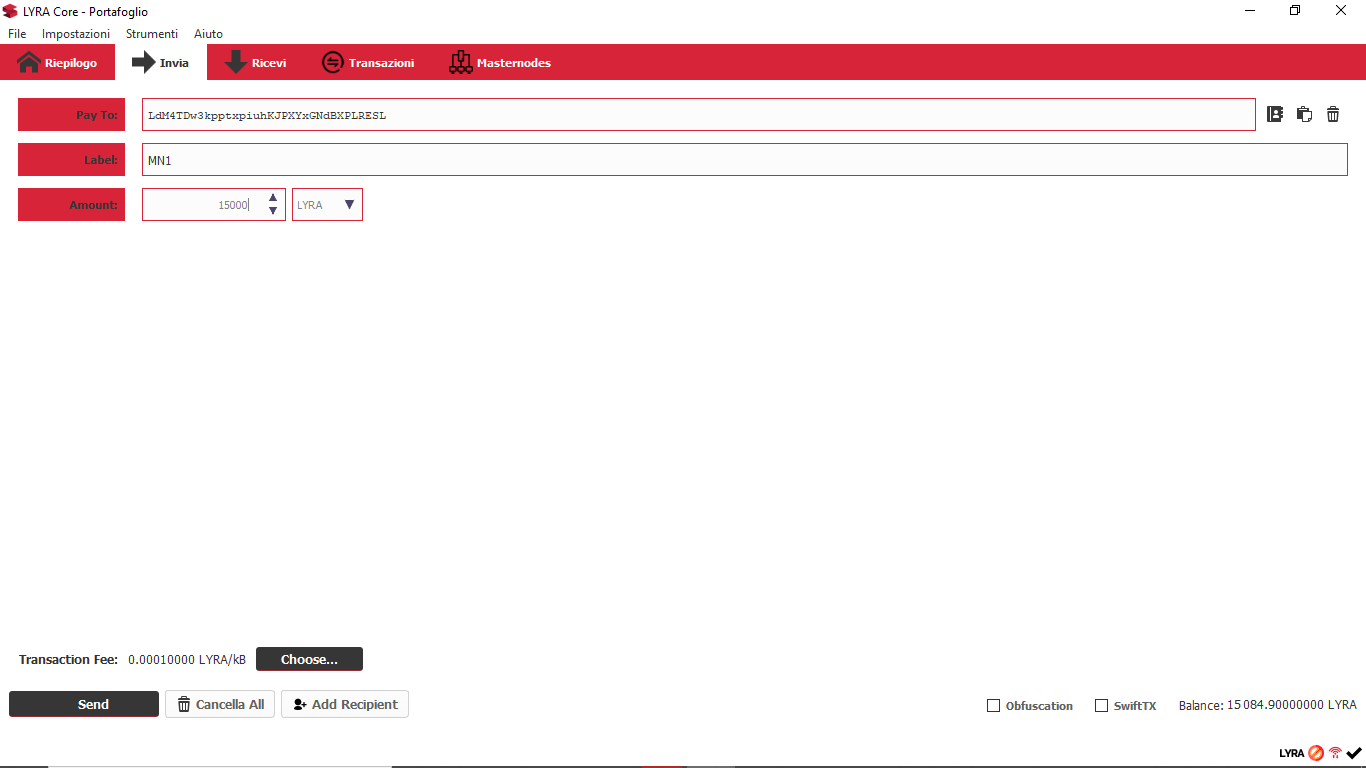 LYRA Core - Portafoglio
File Impostazioni Strumenti Aiuto
Riepilogo Invia Ricevi Transazioni Masternodes
Pay To: LdM4TDw3kpptxpiuhKJPXYxGNdBXPLRESL
Label: MN1
Amount: 15000 LYRA
Transaction Fee: 0.00010000 LYRA/kB Choose...
Send Cancella All Add Recipient Obfuscation SwiftTX Balance: 15 084.90000000 LYRA
LYRA